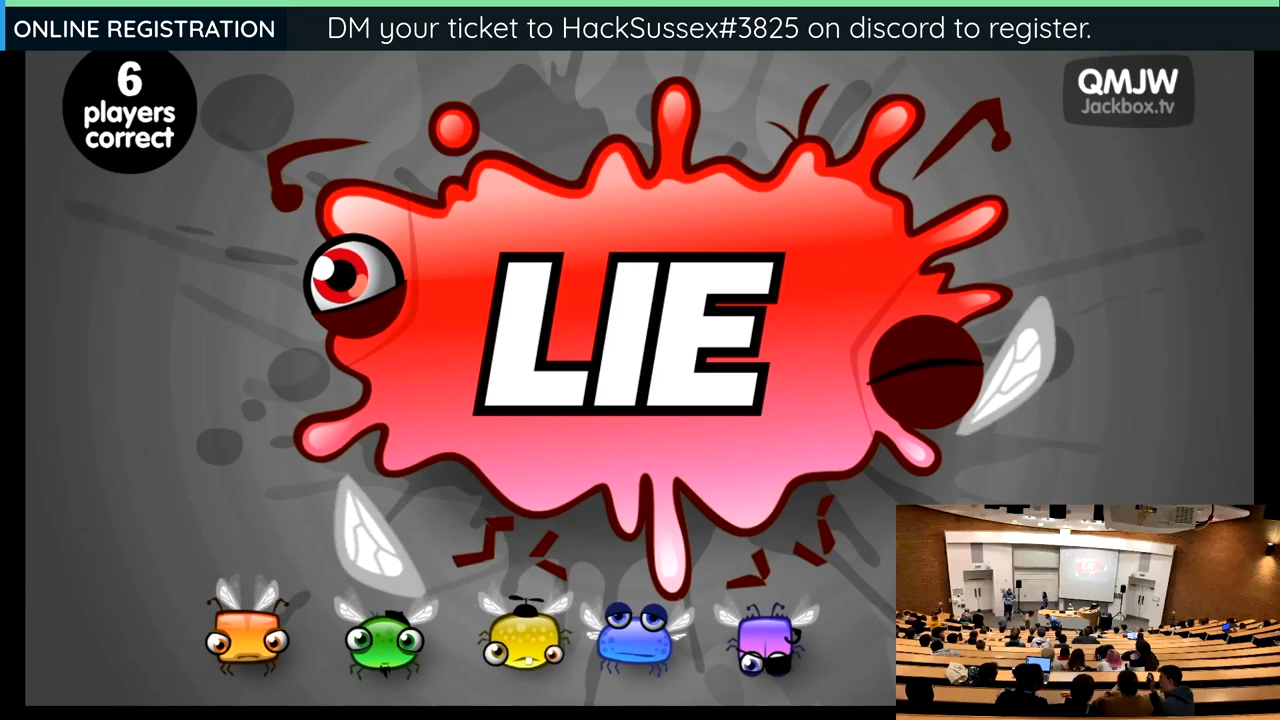 ONLINE REGISTRATION
DM your ticket to HackSussex#3825 on discord to register.
6
players
correct
QMJW
Jackbox.tv
LIE